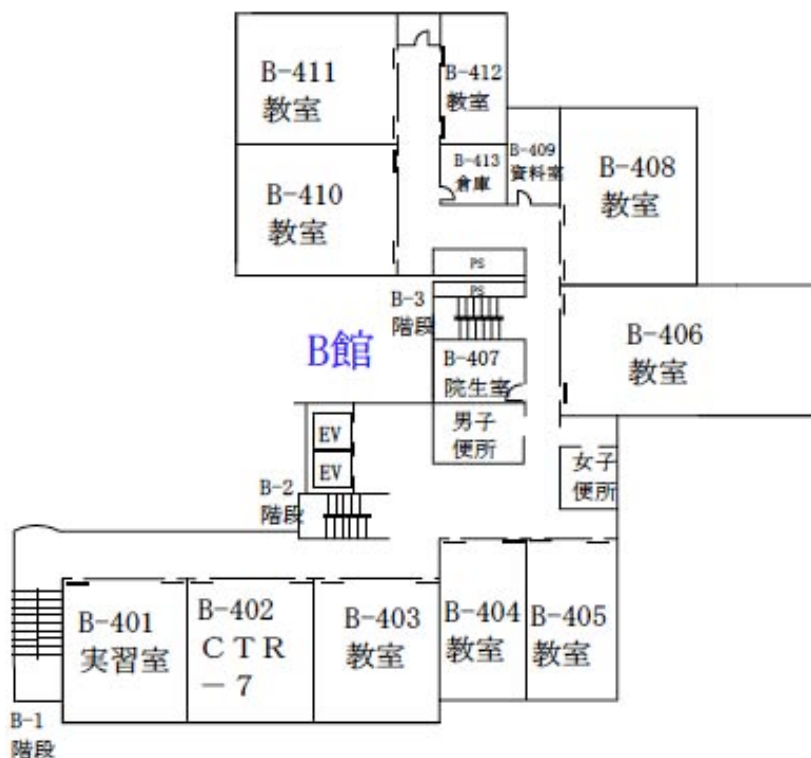 B-411
教室
B-412
教室
B-413
倉庫
B-409
資料室
B-408
教室
B-410
教室
PS
PS
B-3
階段
B館
B-407
院生室
B-406
教室
男子
便所
EV
EV
女子
便所
B-2
階段
B-401
実習室
B-402
CTR
-7
B-403
教室
B-404
教室
B-405
教室
B-1
階段